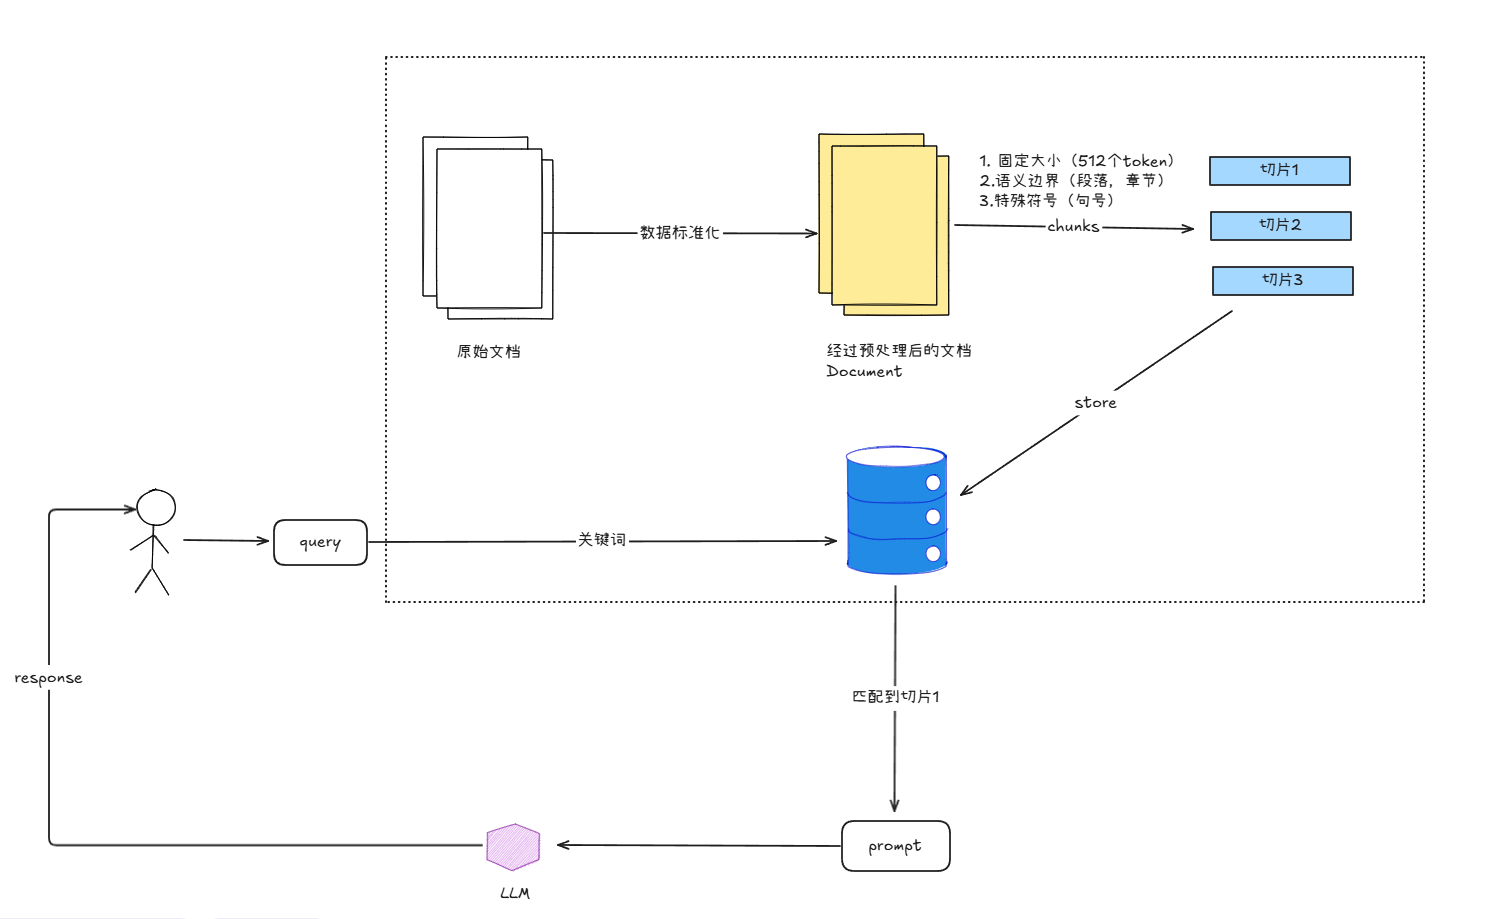 1. 固定大小（512个token）
2.语义边界（段落，章节）
3.特殊符号（句号）
切片1
切片2
切片3
数据标准化
chunks
原始文档
经过预处理后的文档
Document
store
query
关键词
response
匹配到切片1
prompt
LLM